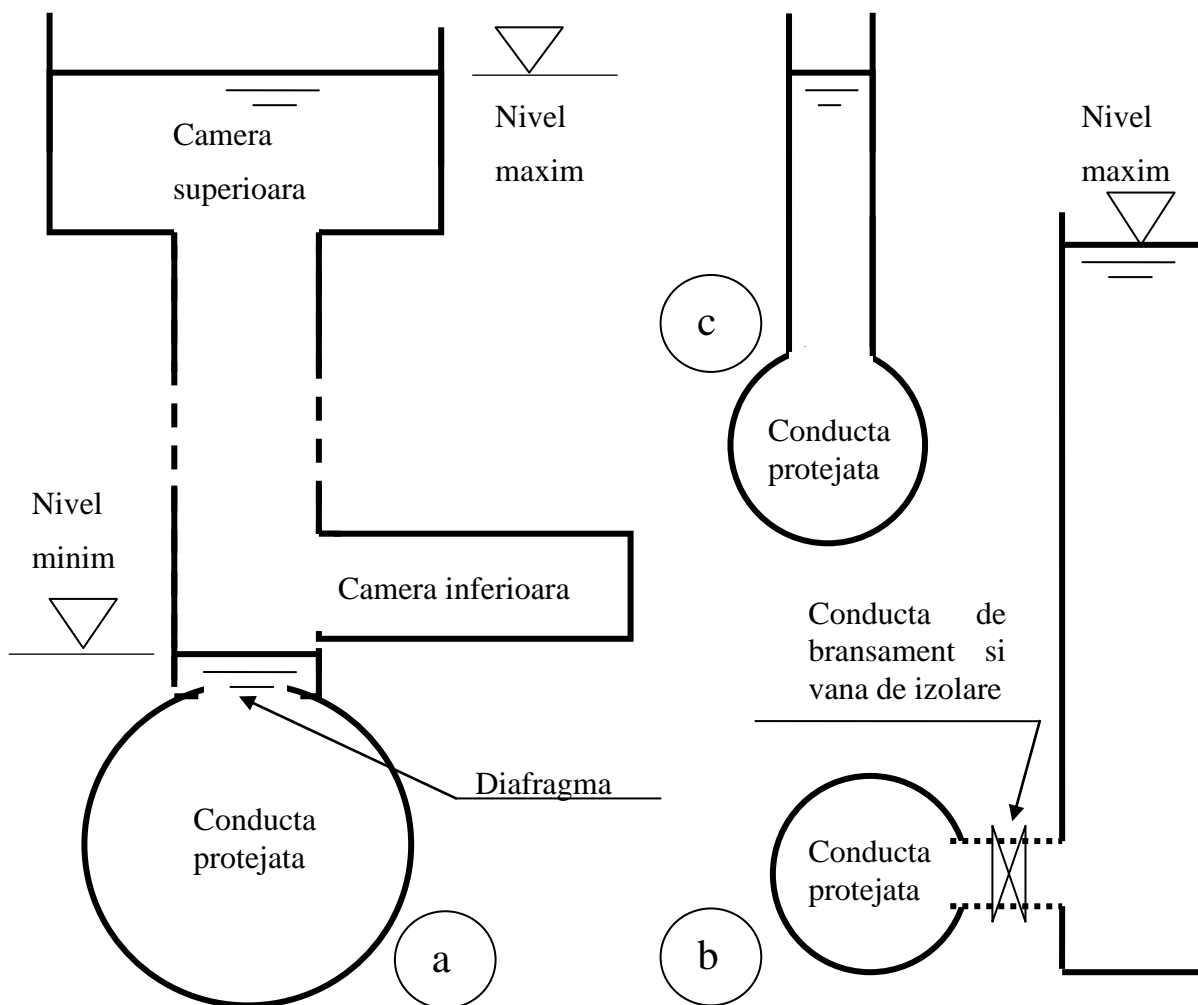 Camera
superioara
Nivel
maxim
Nivel
maxim
c
Conducta
protejata
Nivel
minim
Camera inferioara
Conducta de
bransament si
vana de izolare
Diafragma
Conducta
protejata
Conducta
protejata
a
b